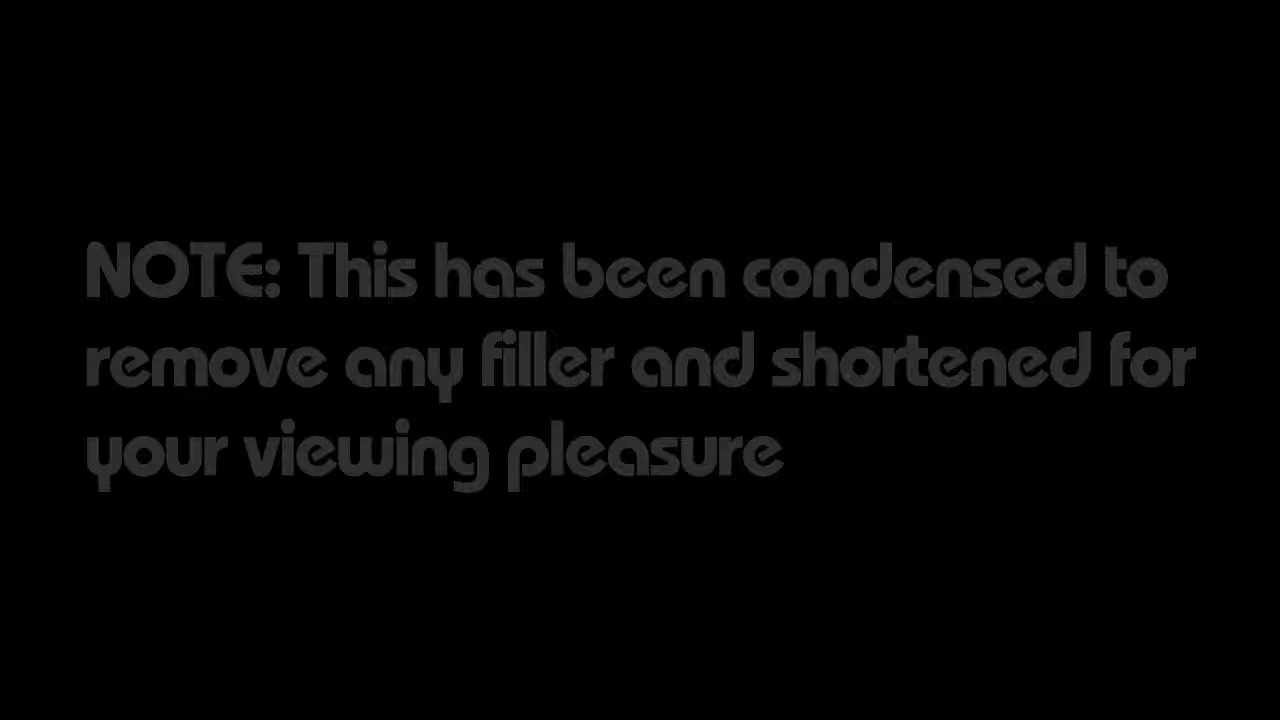 NOTE: This has been condensed to
remove any filler and shortened for
your viewing pleasure